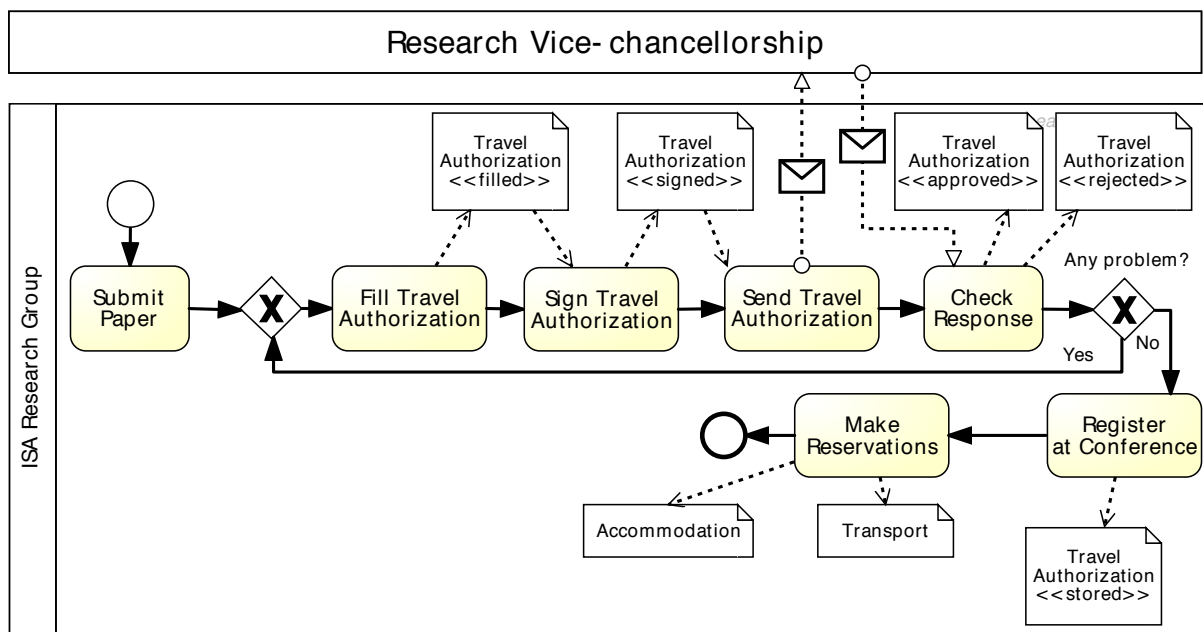 Research Vice- chancellorship
ISA Research Group
Travel
Authorization
<<filled>>
Travel
Authorization
<<signed>>
Travel
Authorization
<<approved>>
Travel
Authorization
<<rejected>>
Submit
Paper
X
Fill Travel
Authorization
Sign Travel
Authorization
Send Travel
Authorization
Check
Response
Any problem?
X
Yes
No
Make
Reservations
Register
at Conference
Accommodation
Transport
Travel
Authorization
<<stored>>